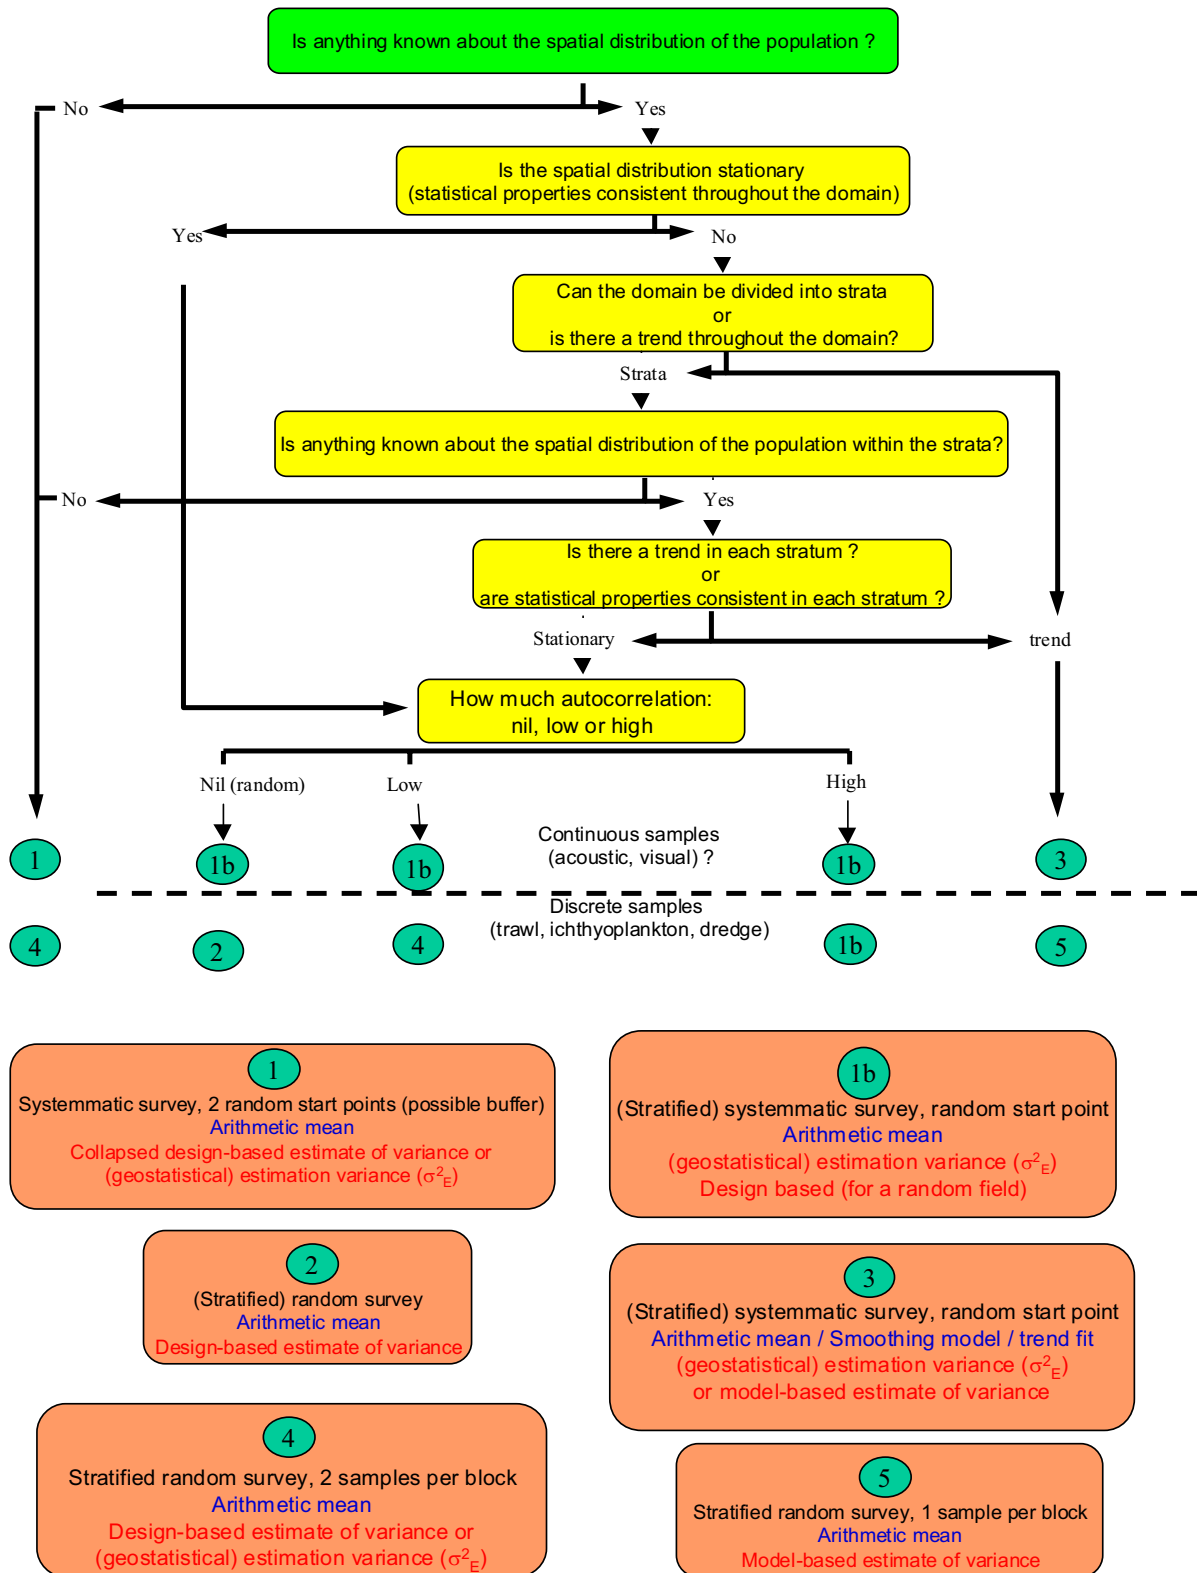 Is anything known about the spatial distribution of the population ?
No
Yes
Is the spatial distribution stationary
(statistical properties consistent throughout the domain)
Yes
No
Can the domain be divided into strata
or
is there a trend throughout the domain?
Strata
Is anything known about the spatial distribution of the population within the strata?
No
Yes
Is there a trend in each stratum ?
or
are statistical properties consistent in each stratum ?
Stationary
trend
How much autocorrelation:
nil, low or high
Nil (random)
Low
High
Continuous samples
(acoustic, visual) ?
1
1b
1b
1b
3
Discrete samples
(trawl, ichthyoplankton, dredge)
4
2
4
1b
5
1
Systemmatic survey, 2 random start points (possible buffer)
Arithmetic mean
Collapsed design-based estimate of variance or
(geostatistical) estimation variance (σ²E)
1b
(Stratified) systemmatic survey, random start point
Arithmetic mean
(geostatistical) estimation variance (σ²E)
Design based (for a random field)
2
(Stratified) random survey
Arithmetic mean
Design-based estimate of variance
3
(Stratified) systemmatic survey, random start point
Arithmetic mean / Smoothing model / trend fit
(geostatistical) estimation variance (σ²E)
or model-based estimate of variance
4
Stratified random survey, 2 samples per block
Arithmetic mean
Design-based estimate of variance or
(geostatistical) estimation variance (σ²E)
5
Stratified random survey, 1 sample per block
Arithmetic mean
Model-based estimate of variance